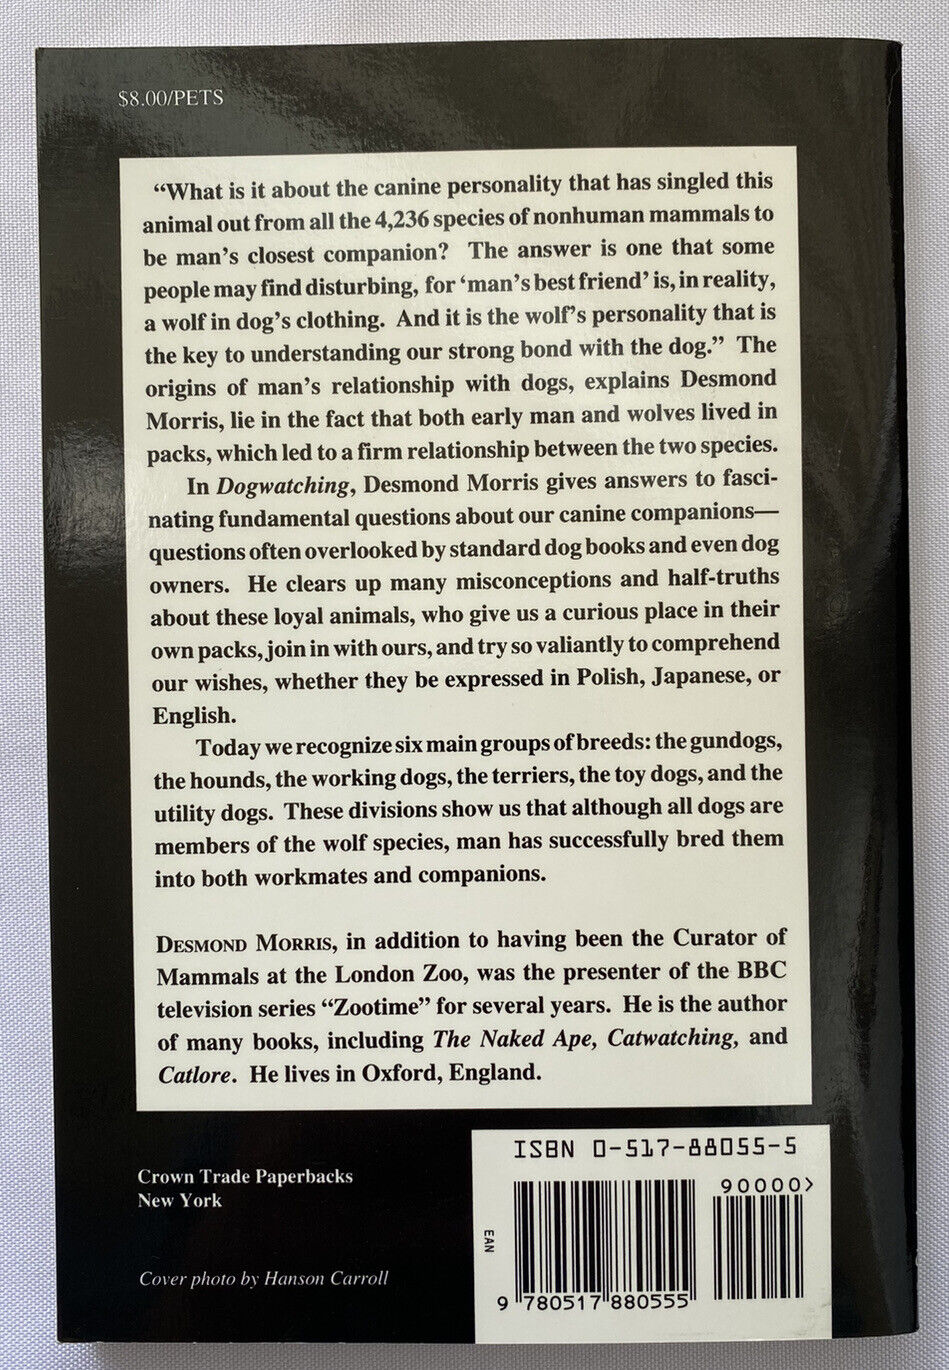 $8.00/PETS
“What is it about the canine personality that has singled this
animal out from all the 4,236 species of nonhuman mammals to
be man’s closest companion? The answer is one that some
people may find disturbing, for ‘man’s best friend’ is, in reality,
a wolf in dog’s clothing. And it is the wolf’s personality that is
the key to understanding our strong bond with the dog.” The
origins of man’s relationship with dogs, explains Desmond
Morris, lie in the fact that both early man and wolves lived in
packs, which led to a firm relationship between the two species.
In Dogwatching, Desmond Morris gives answers to fasci-
nating fundamental questions about our canine companions—
questions often overlooked by standard dog books and even dog
owners. He clears up many misconceptions and half-truths
about these loyal animals, who give us a curious place in their
own packs, join in with ours, and try so valiantly to comprehend
our wishes, whether they be expressed in Polish, Japanese, or
English.
Today we recognize six main groups of breeds: the gundogs,
the hounds, the working dogs, the terriers, the toy dogs, and the
utility dogs. These divisions show us that although all dogs are
members of the wolf species, man has successfully bred them
into both workmates and companions.
DESMOND MORRIS, in addition to having been the Curator of
Mammals at the London Zoo, was the presenter of the BBC
television series “Zootime” for several years. He is the author
of many books, including The Naked Ape, Catwatching, and
Catlore. He lives in Oxford, England.
Crown Trade Paperbacks
New York
Cover photo by Hanson Carroll
ISBN 0-517-88055-5
90000>
EAN
9 780517 880555